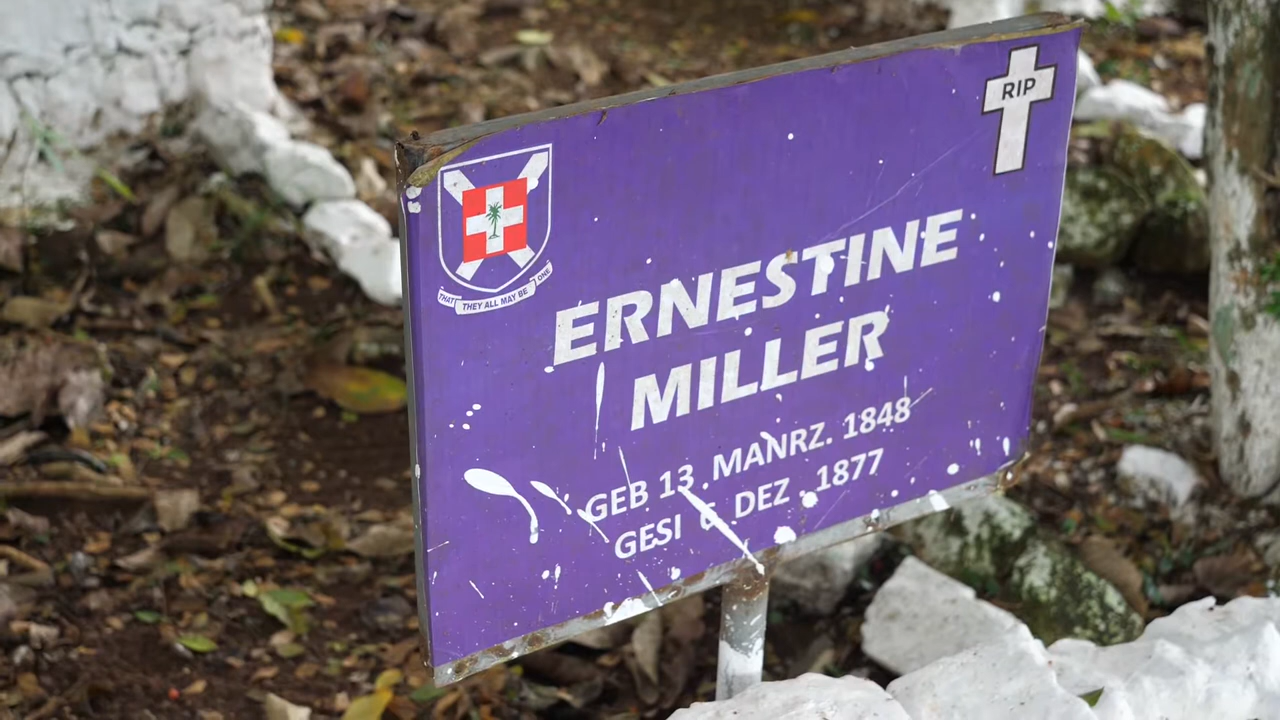 RIP
THAT THEY ALL MAY BE ONE
ERNESTINE
MILLER
GEB 13 MANRZ. 1848
GESI DEZ 1877